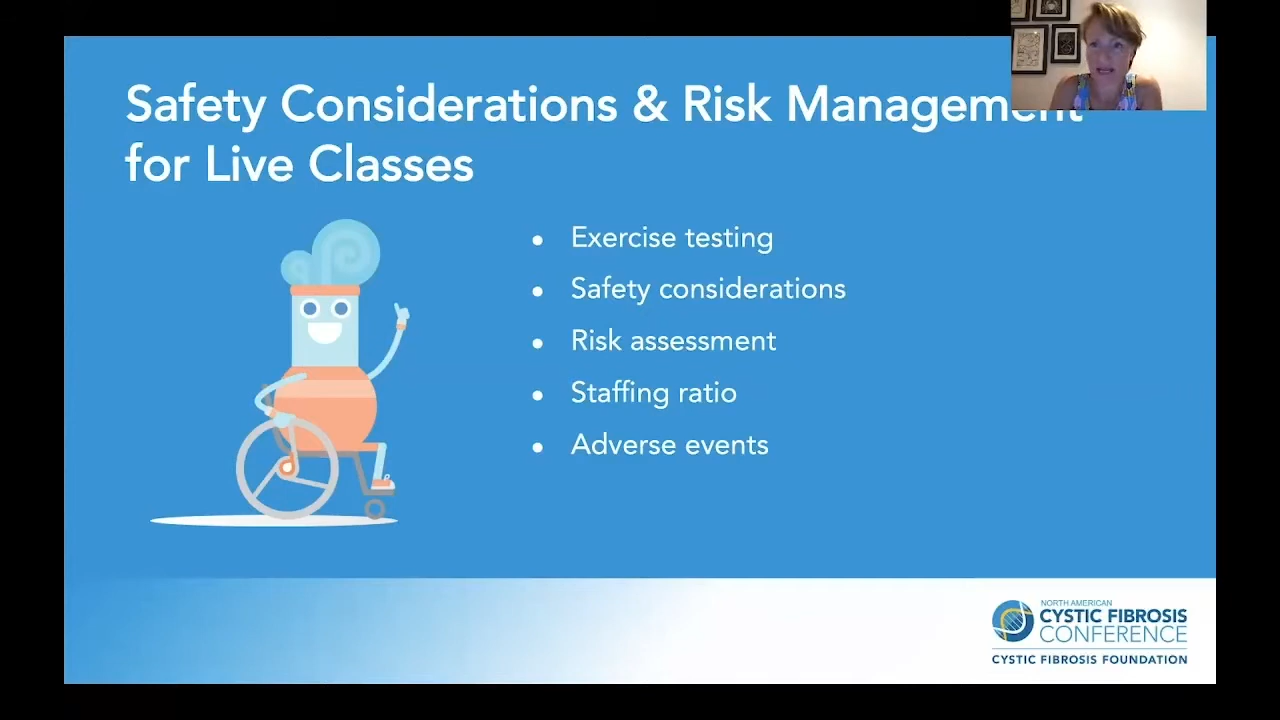 Safety Considerations & Risk Management
for Live Classes
• Exercise testing
• Safety considerations
• Risk assessment
• Staffing ratio
• Adverse events
NORTH AMERICAN
CYSTIC FIBROSIS
CONFERENCE
CYSTIC FIBROSIS FOUNDATION